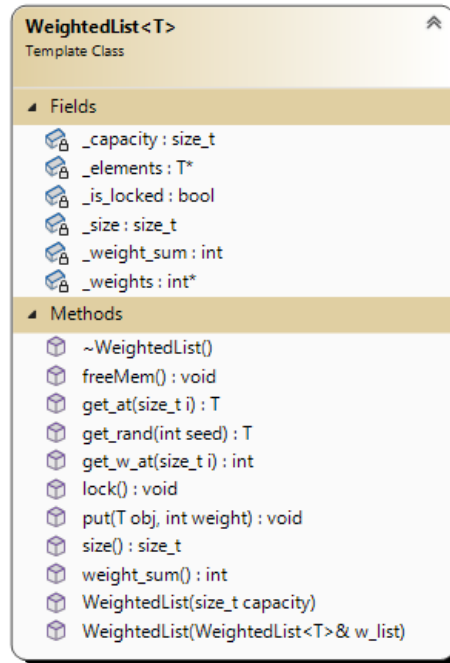 WeightedList<T>
Template Class
Fields
_capacity : size_t
_elements : T*
_is_locked : bool
_size : size_t
_weight_sum : int
_weights : int*
Methods
~WeightedList()
freeMem() : void
get_at(size_t i) : T
get_rand(int seed) : T
get_w_at(size_t i) : int
lock() : void
put(T obj, int weight) : void
size() : size_t
weight_sum() : int
WeightedList(size_t capacity)
WeightedList(WeightedList<T>& w_list)